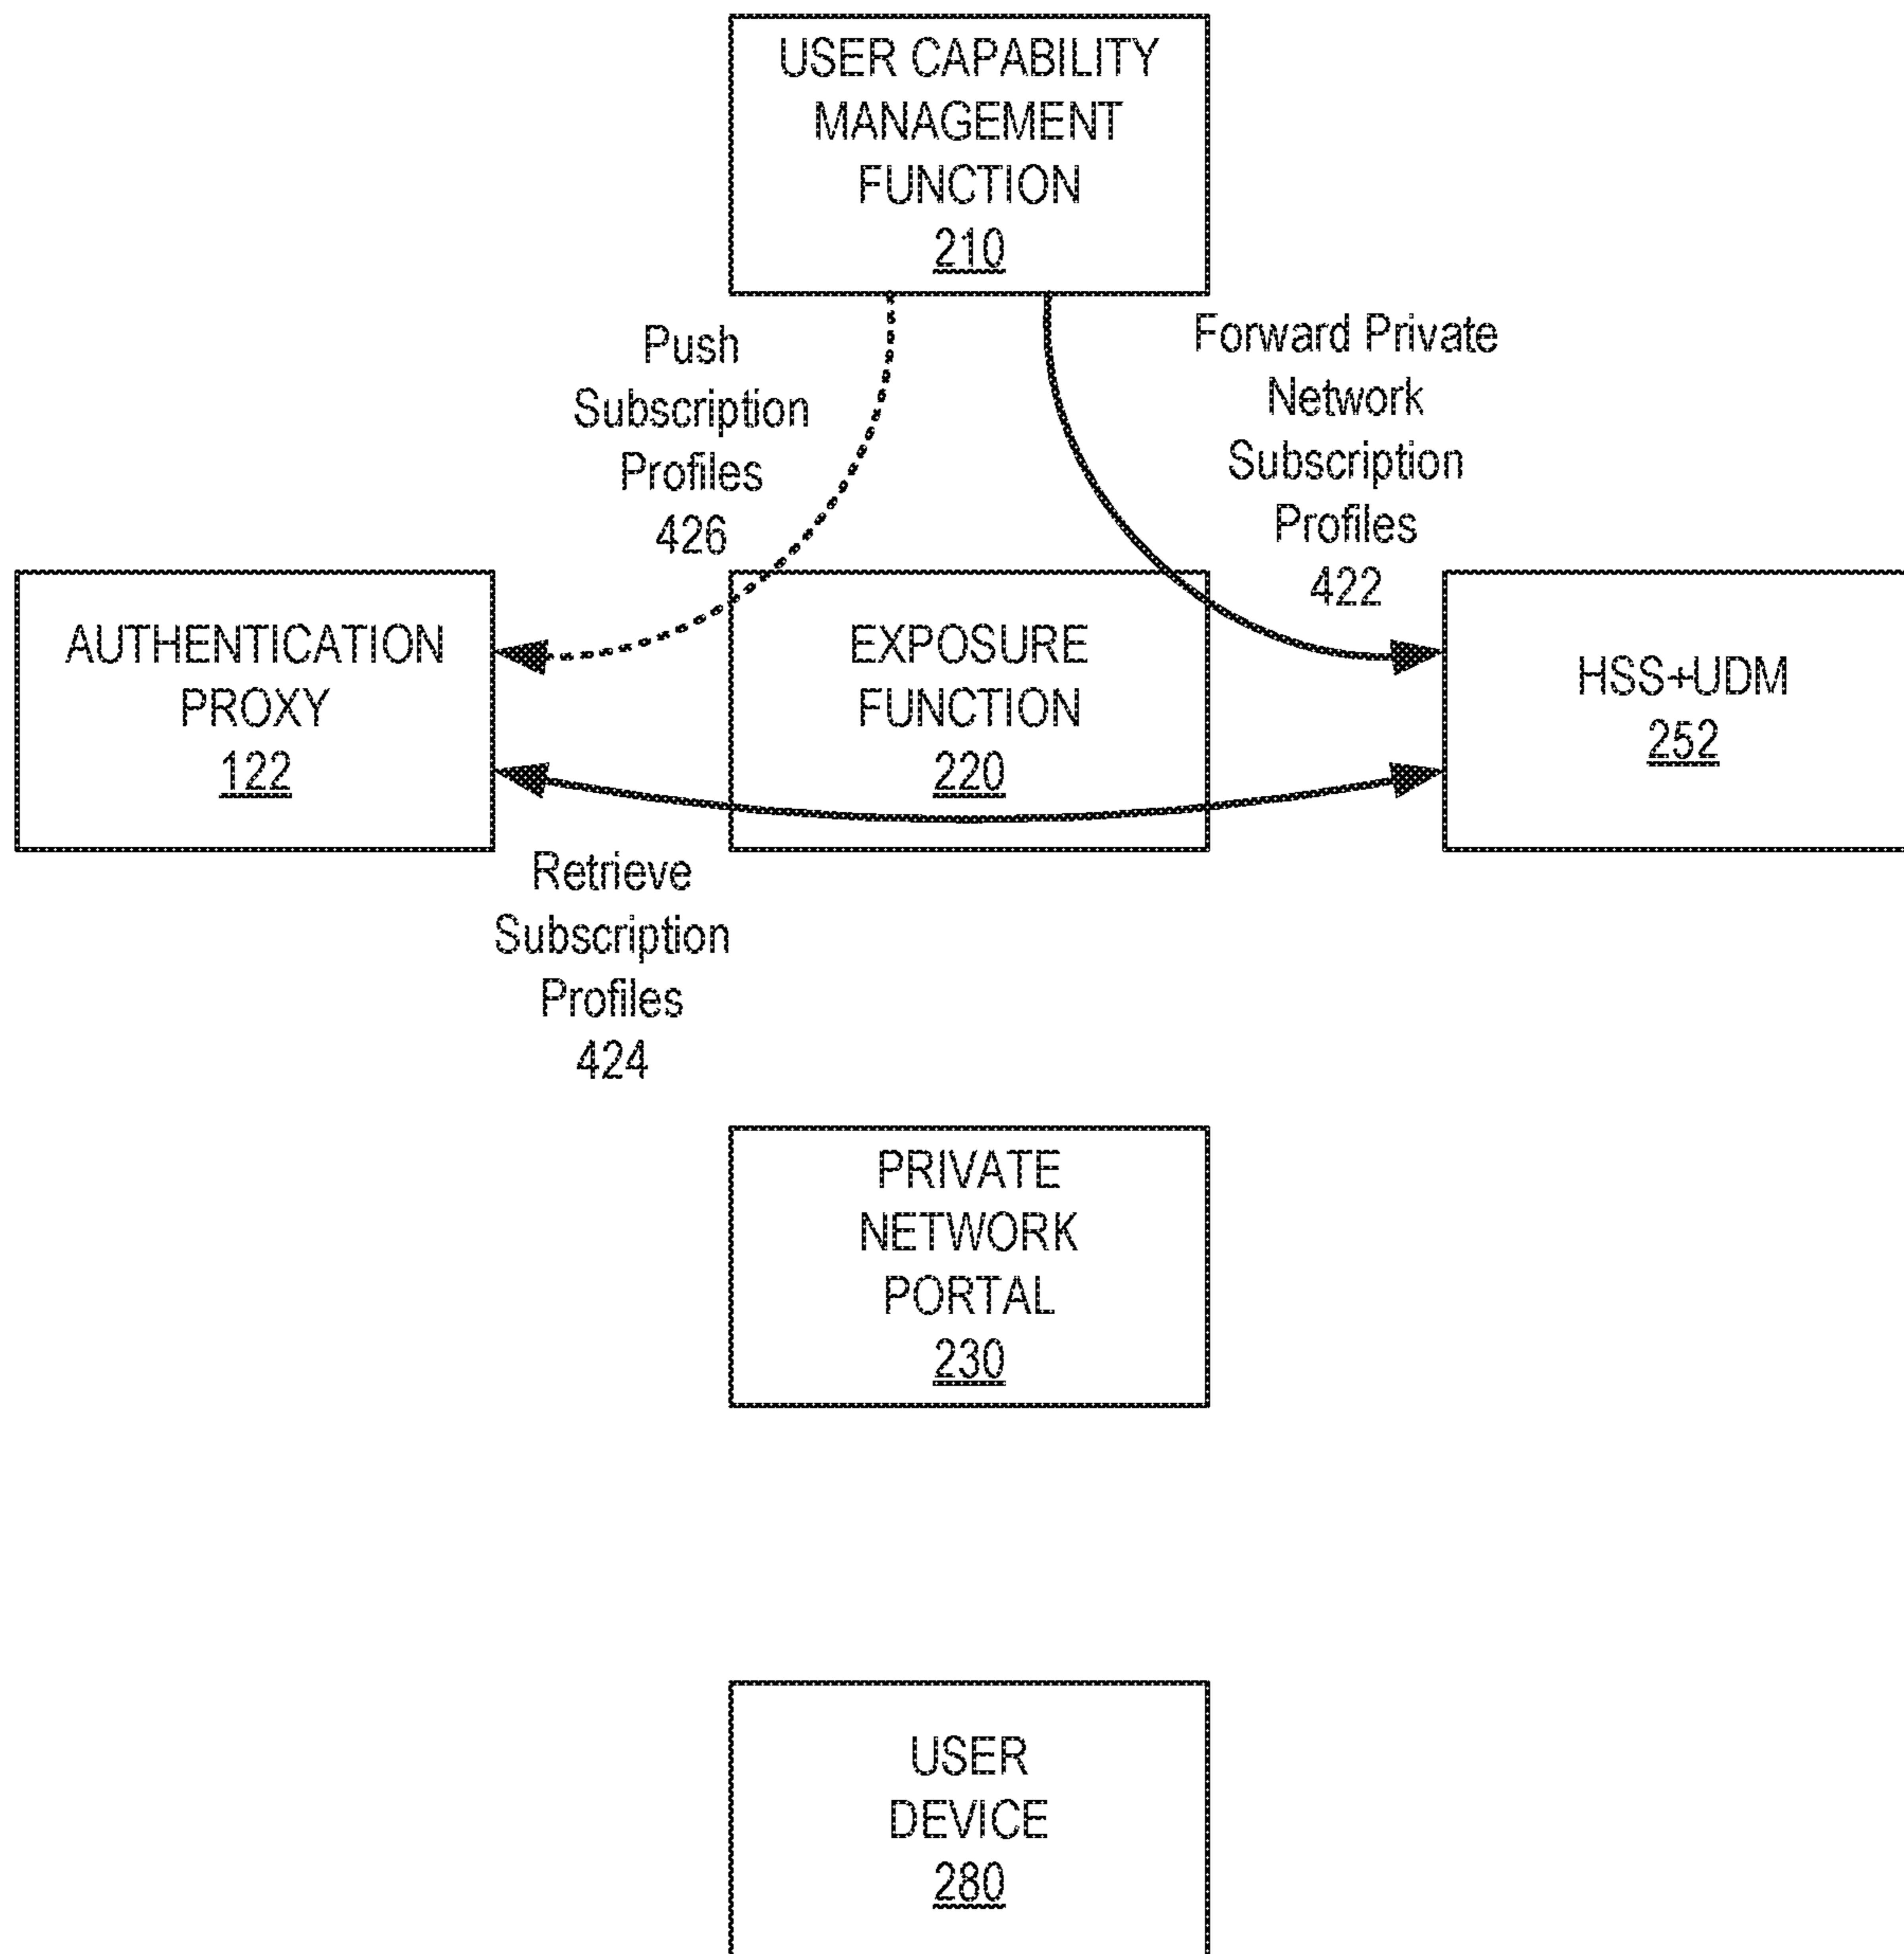 USER CAPABILITY
MANAGEMENT
FUNCTION
210
Push
Subscription
Profiles
426
Forward Private
Network
Subscription
Profiles
422
AUTHENTICATION
PROXY
122
EXPOSURE
FUNCTION
220
HSS+UDM
252
Retrieve
Subscription
Profiles
424
PRIVATE
NETWORK
PORTAL
230
USER
DEVICE
280